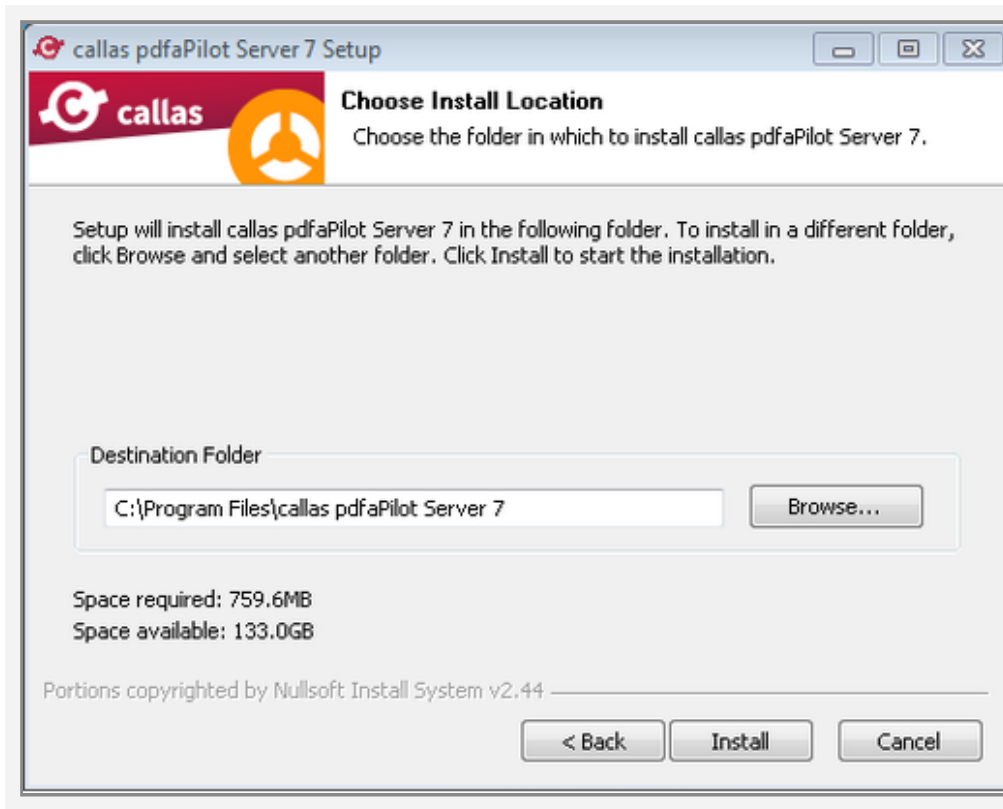 callas pdfaPilot Server 7 Setup
callas
Choose Install Location
Choose the folder in which to install callas pdfaPilot Server 7.
Setup will install callas pdfaPilot Server 7 in the following folder. To install in a different folder,
click Browse and select another folder. Click Install to start the installation.
Destination Folder
C:\Program Files\callas pdfaPilot Server 7
Browse...
Space required: 759.6MB
Space available: 133.0GB
Portions copyrighted by Nullsoft Install System v2.44
< Back
Install
Cancel